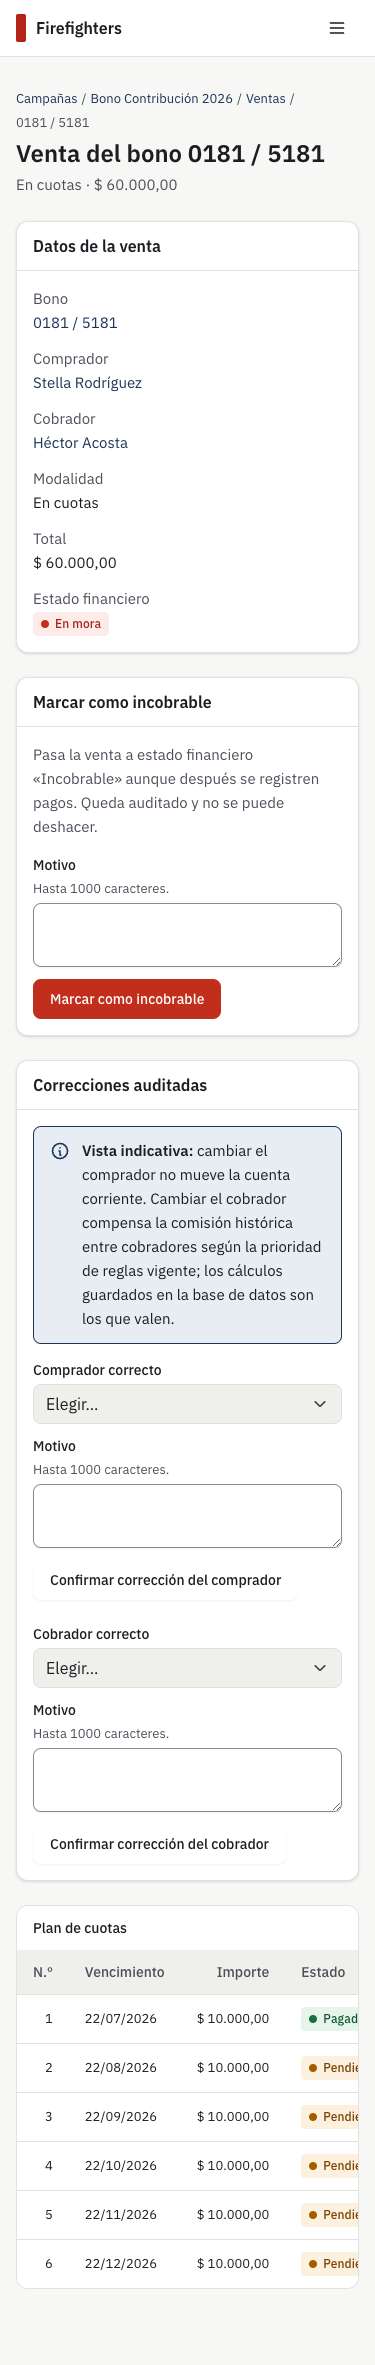 Firefighters
Campañas / Bono Contribución 2026 / Ventas /
0181 / 5181
Venta del bono 0181 / 5181
En cuotas · $ 60.000,00
Datos de la venta
Bono
0181 / 5181
Comprador
Stella Rodríguez
Cobrador
Héctor Acosta
Modalidad
En cuotas
Total
$ 60.000,00
Estado financiero
En mora
Marcar como incobrable
Pasa la venta a estado financiero
«Incobrable» aunque después se registren
pagos. Queda auditado y no se puede
deshacer.
Motivo
Hasta 1000 caracteres.
Marcar como incobrable
Correcciones auditadas
Vista indicativa: cambiar el
comprador no mueve la cuenta
corriente. Cambiar el cobrador
compensa la comisión histórica
entre cobradores según la prioridad
de reglas vigente; los cálculos
guardados en la base de datos son
los que valen.
Comprador correcto
Elegir...
Motivo
Hasta 1000 caracteres.
Confirmar corrección del comprador
Cobrador correcto
Elegir...
Motivo
Hasta 1000 caracteres.
Confirmar corrección del cobrador
Plan de cuotas
N.º Vencimiento Importe Estado
1 22/07/2026 $ 10.000,00 Pagad
2 22/08/2026 $ 10.000,00 Pendie
3 22/09/2026 $ 10.000,00 Pendie
4 22/10/2026 $ 10.000,00 Pendie
5 22/11/2026 $ 10.000,00 Pendie
6 22/12/2026 $ 10.000,00 Pendie